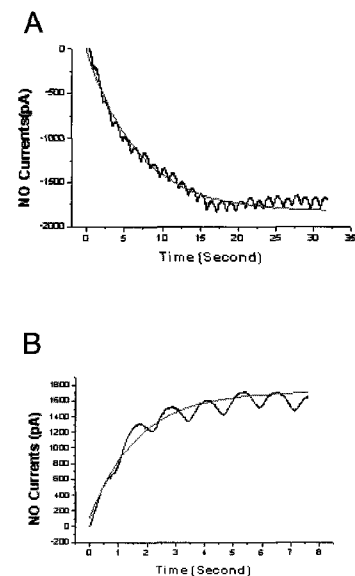 A
NO Currents(pA)
0
-500
-1000
-1500
-2000
0 5 10 15 20 25 30 35
Time (Second)
B
NO Currents (pA)
1800
1600
1400
1200
1000
800
600
400
200
0
-200
0 1 2 3 4 5 6 7 8
Time (Second)